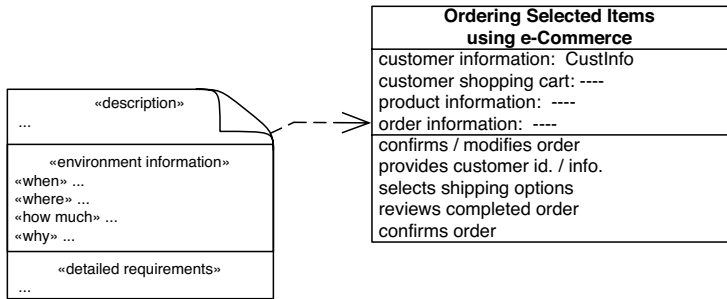 Ordering Selected Items
using e-Commerce
customer information:  CustInfo
customer shopping cart: ----
product information:  ----
order information:  ----
confirms / modifies order
provides customer id. / info.
selects shipping options
reviews completed order
confirms order
«description»
...
«environment information»
«when» ...
«where» ...
«how much» ...
«why» ...
«detailed requirements»
...